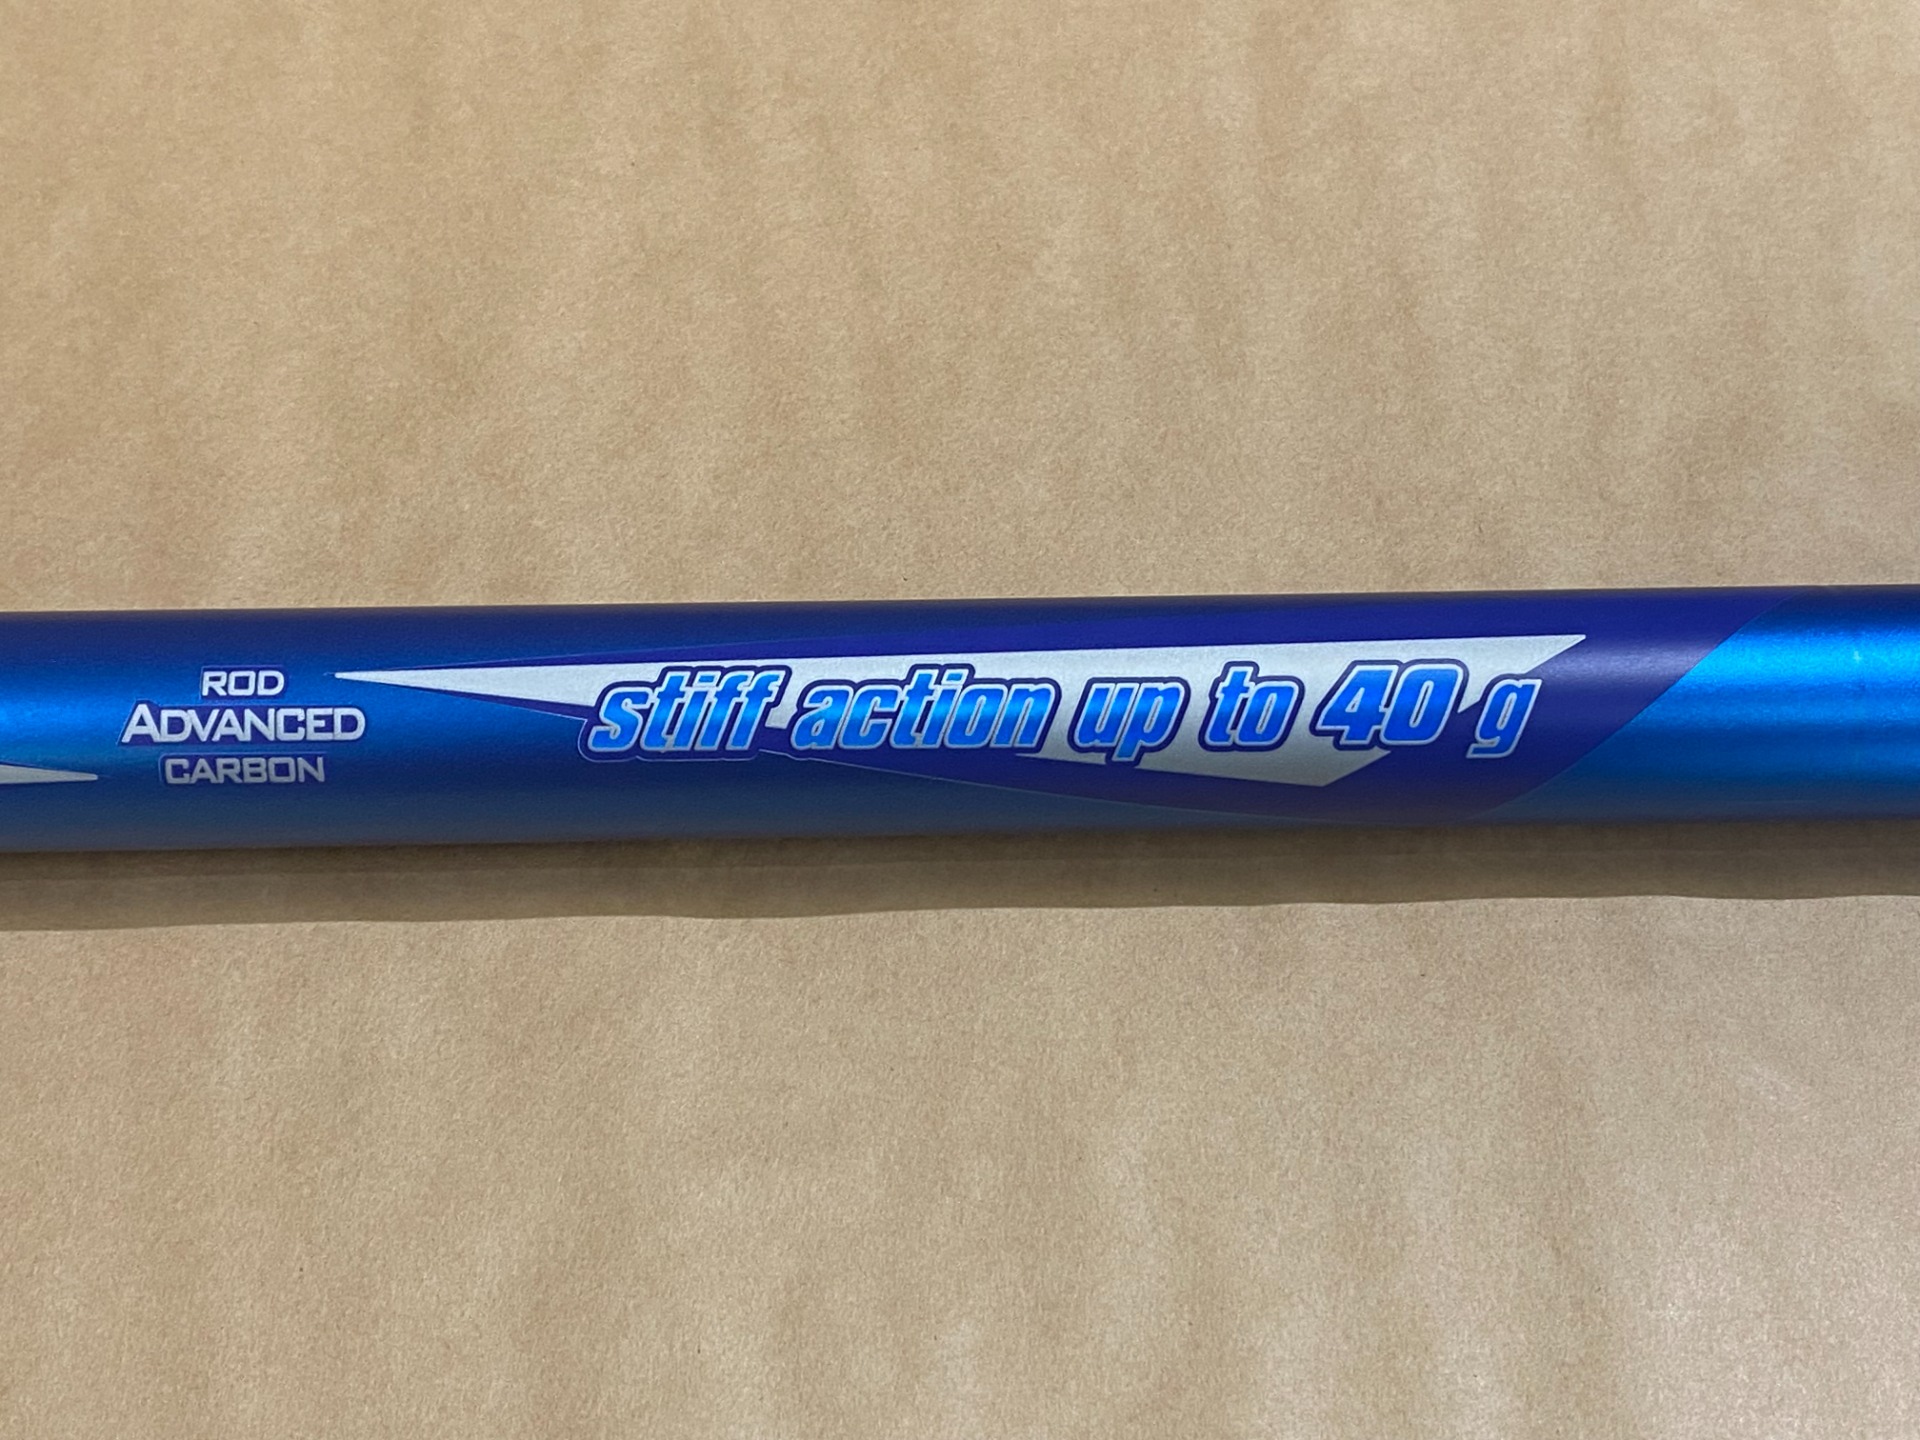 ROD
ADVANCED
CARBON
stiff action up to 40 g